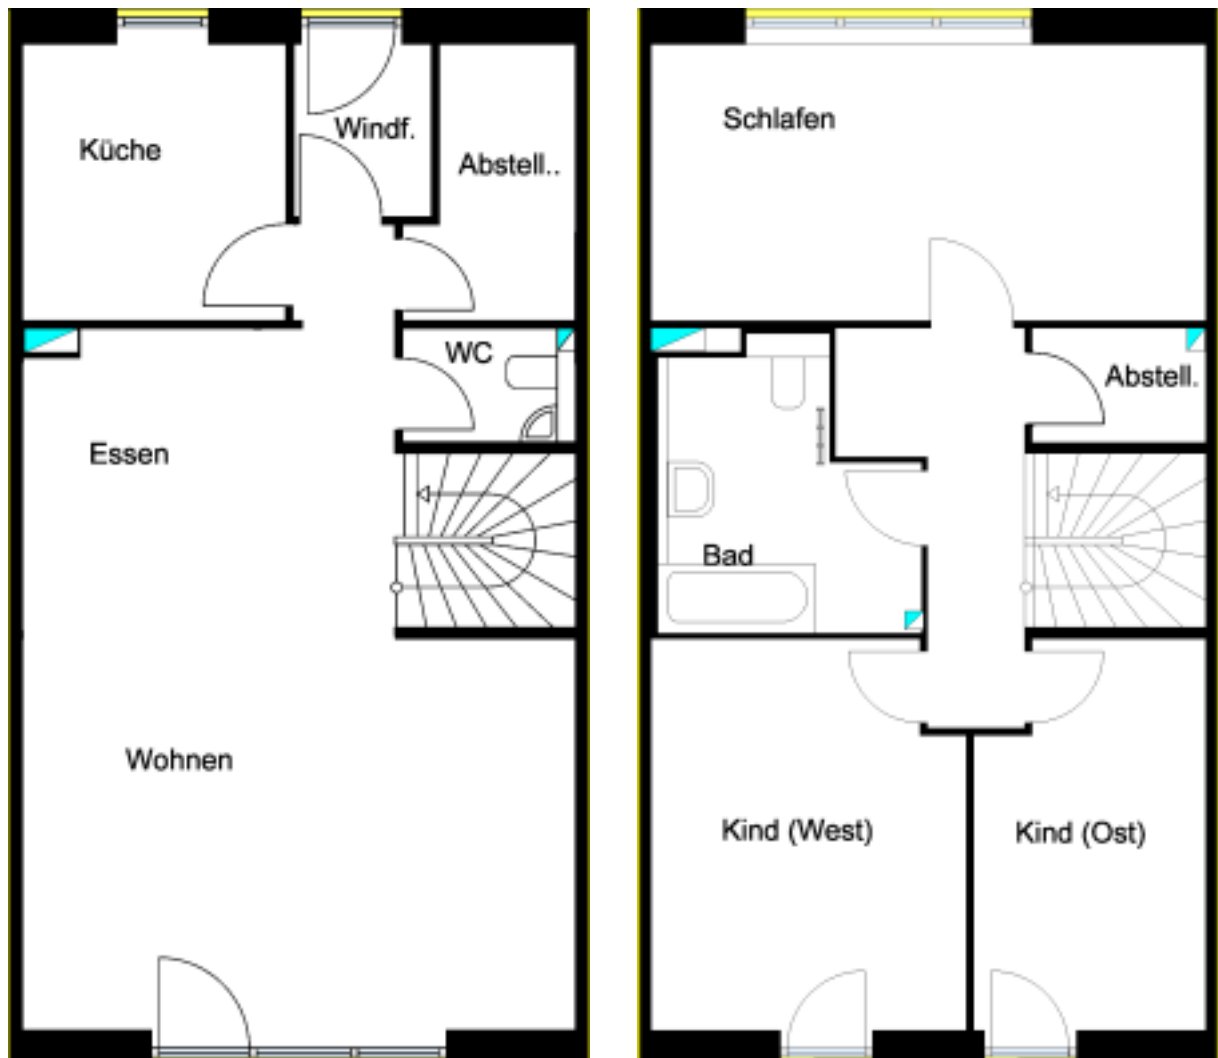 Küche
Windf.
Abstell..
WC
Essen
Wohnen
Schlafen
Abstell.
Bad
Kind (West)
Kind (Ost)